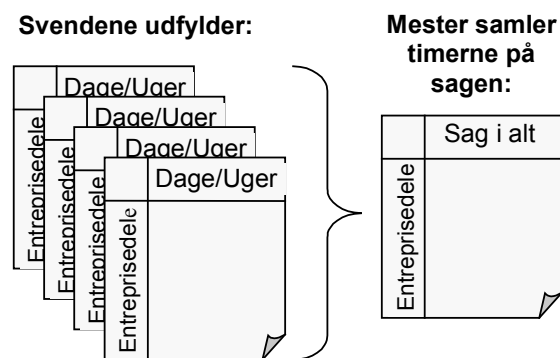 Svendene udfylder:
Dage/Uger
Entreprisedele
Dage/Uger
Entreprisedele
Dage/Uger
Entreprisedele
Dage/Uger
Entreprisedele
Mester samler
timerne på
sagen:
Sag i alt
Entreprisedele